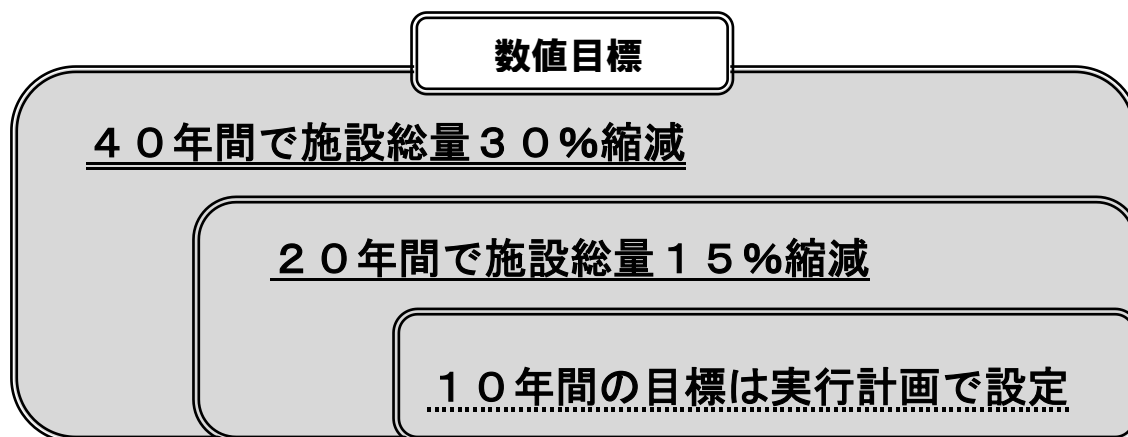 数値目標
４０年間で施設総量３０％縮減
２０年間で施設総量１５％縮減
１０年間の目標は実行計画で設定